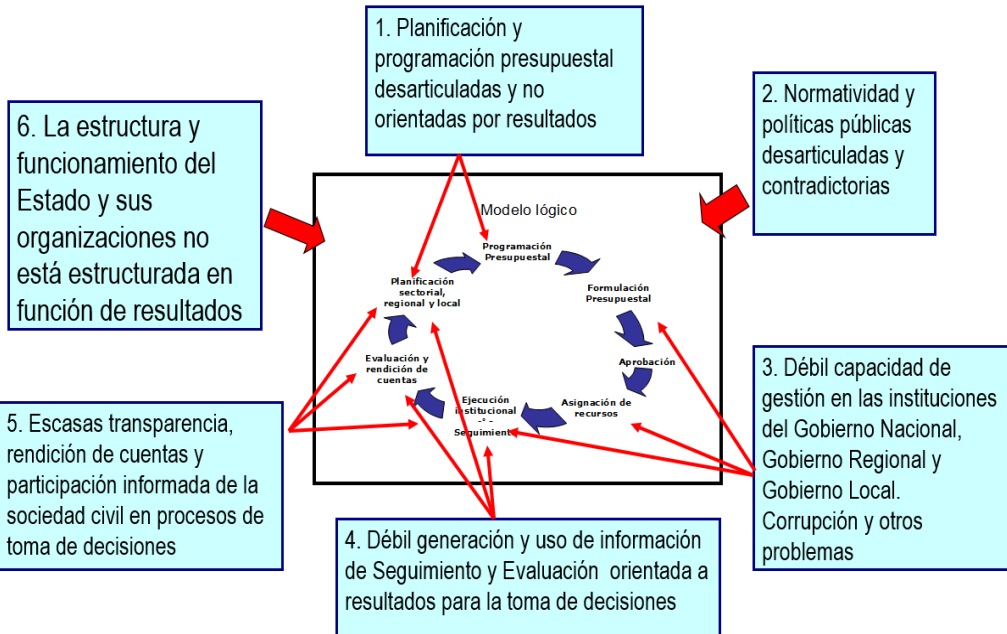 1. Planificación y
programación presupuestal
desarticuladas y no
orientadas por resultados
2. Normatividad y
políticas públicas
desarticuladas y
contradictorias
6. La estructura y
funcionamiento del
Estado y sus
organizaciones no
está estructurada en
función de resultados
Modelo lógico
Programación
Presupuestal
Planificación
sectorial,
regional y local
Formulación
Presupuestal
Evaluación y
rendición de
cuentas
Aprobación
Ejecución
institucional
Seguimient
Asignación de
recursos
3. Débil capacidad de
gestión en las instituciones
del Gobierno Nacional,
Gobierno Regional y
Gobierno Local.
Corrupción y otros
problemas
5. Escasas transparencia,
rendición de cuentas y
participación informada de la
sociedad civil en procesos de
toma de decisiones
4. Débil generación y uso de información
de Seguimiento y Evaluación orientada a
resultados para la toma de decisiones